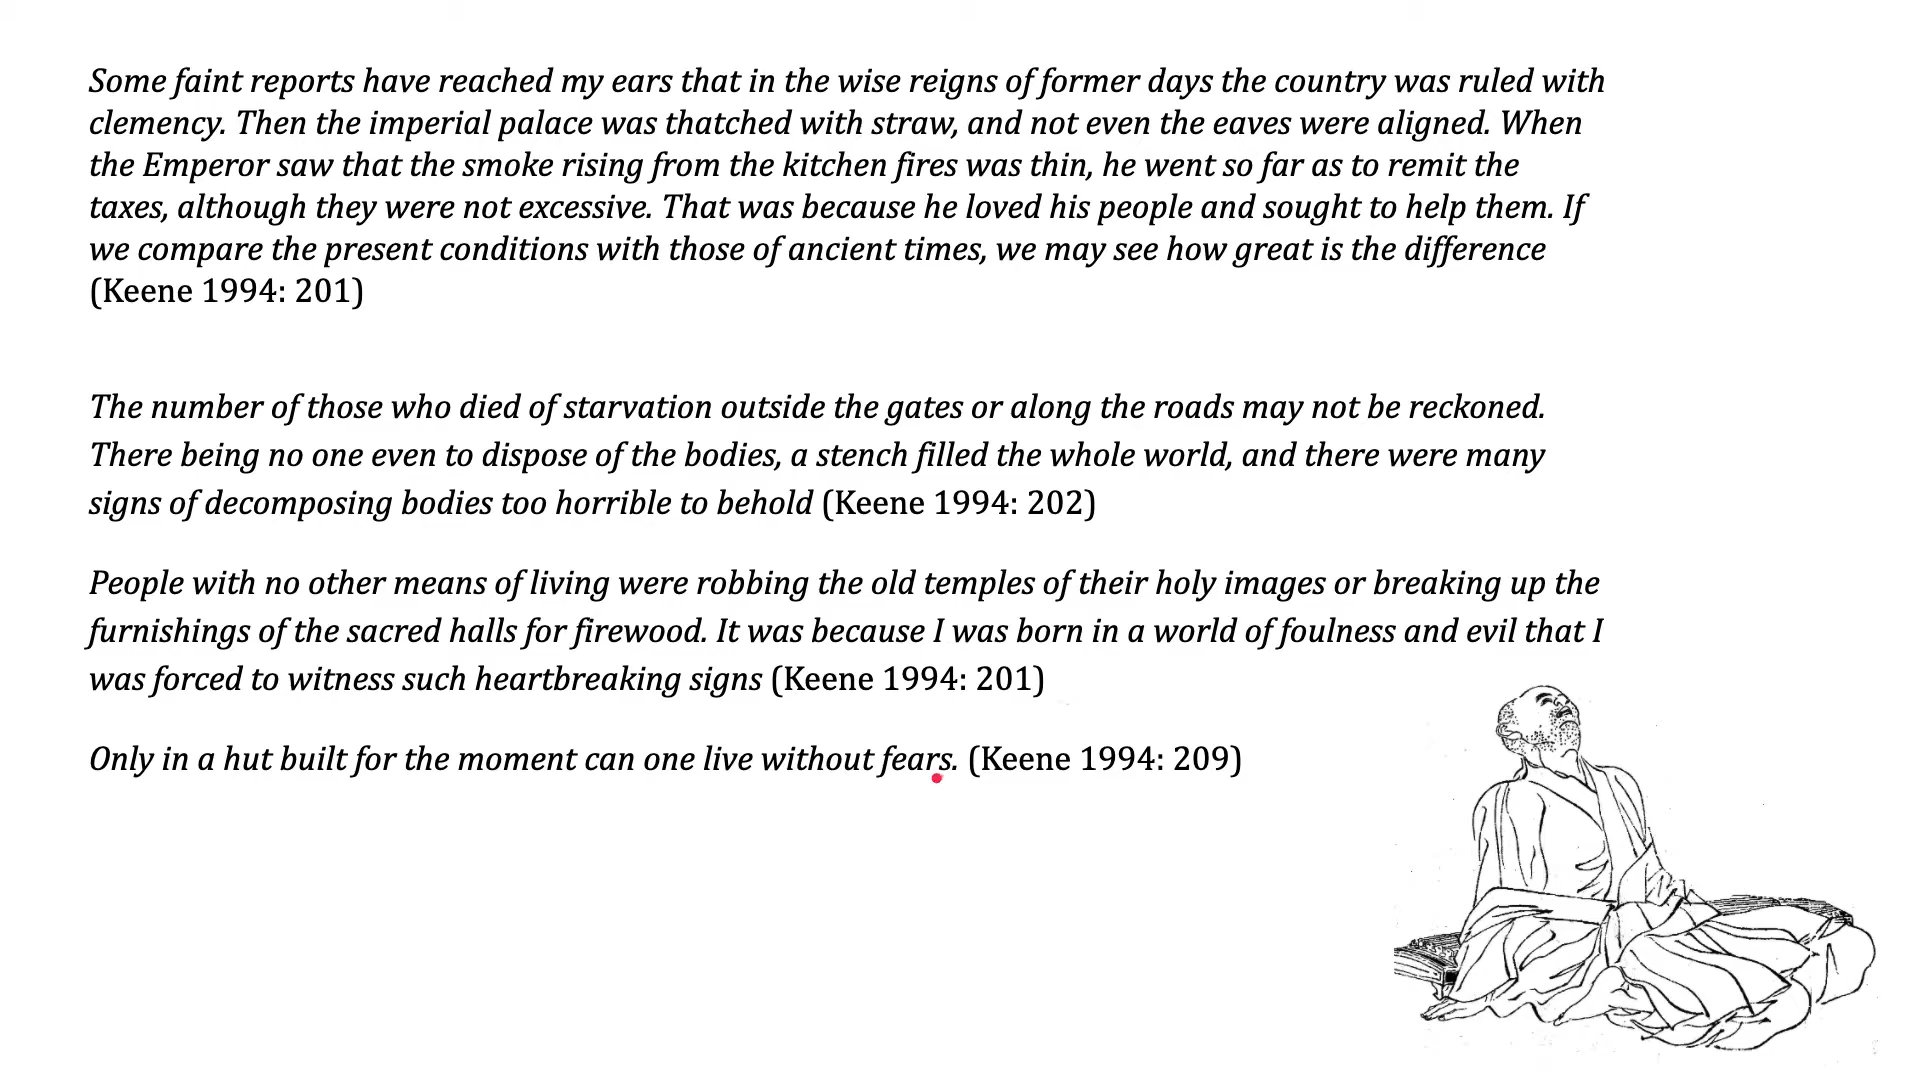 Some faint reports have reached my ears that in the wise reigns of former days the country was ruled with
clemency. Then the imperial palace was thatched with straw, and not even the eaves were aligned. When
the Emperor saw that the smoke rising from the kitchen fires was thin, he went so far as to remit the
taxes, although they were not excessive. That was because he loved his people and sought to help them. If
we compare the present conditions with those of ancient times, we may see how great is the difference
(Keene 1994: 201)
The number of those who died of starvation outside the gates or along the roads may not be reckoned.
There being no one even to dispose of the bodies, a stench filled the whole world, and there were many
signs of decomposing bodies too horrible to behold (Keene 1994: 202)
People with no other means of living were robbing the old temples of their holy images or breaking up the
furnishings of the sacred halls for firewood. It was because I was born in a world of foulness and evil that I
was forced to witness such heartbreaking signs (Keene 1994: 201)
Only in a hut built for the moment can one live without fears. (Keene 1994: 209)